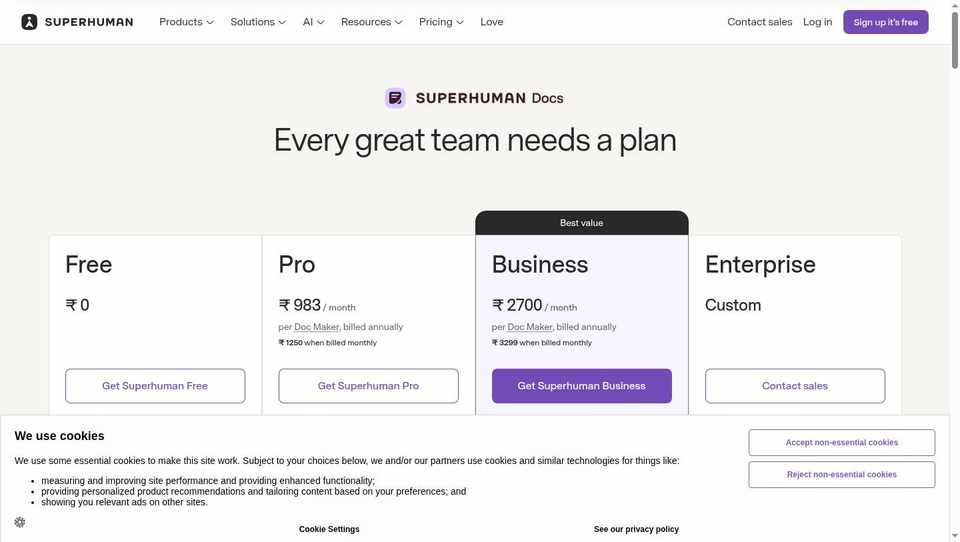 SUPERHUMAN Products Solutions AI Resources Pricing Love Contact sales Log in Sign up it's free
SUPERHUMAN Docs
Every great team needs a plan
Best value
Free
₹ 0
Get Superhuman Free
Pro
₹ 983 / month
per Doc Maker, billed annually
₹ 1250 when billed monthly
Get Superhuman Pro
Business
₹ 2700 / month
per Doc Maker, billed annually
₹ 3299 when billed monthly
Get Superhuman Business
Enterprise
Custom
Contact sales
We use cookies
We use some essential cookies to make this site work. Subject to your choices below, we and/or our partners use cookies and similar technologies for things like:
• measuring and improving site performance and providing enhanced functionality;
• providing personalized product recommendations and tailoring content based on your preferences; and
• showing you relevant ads on other sites.
Cookie Settings See our privacy policy
Accept non-essential cookies
Reject non-essential cookies